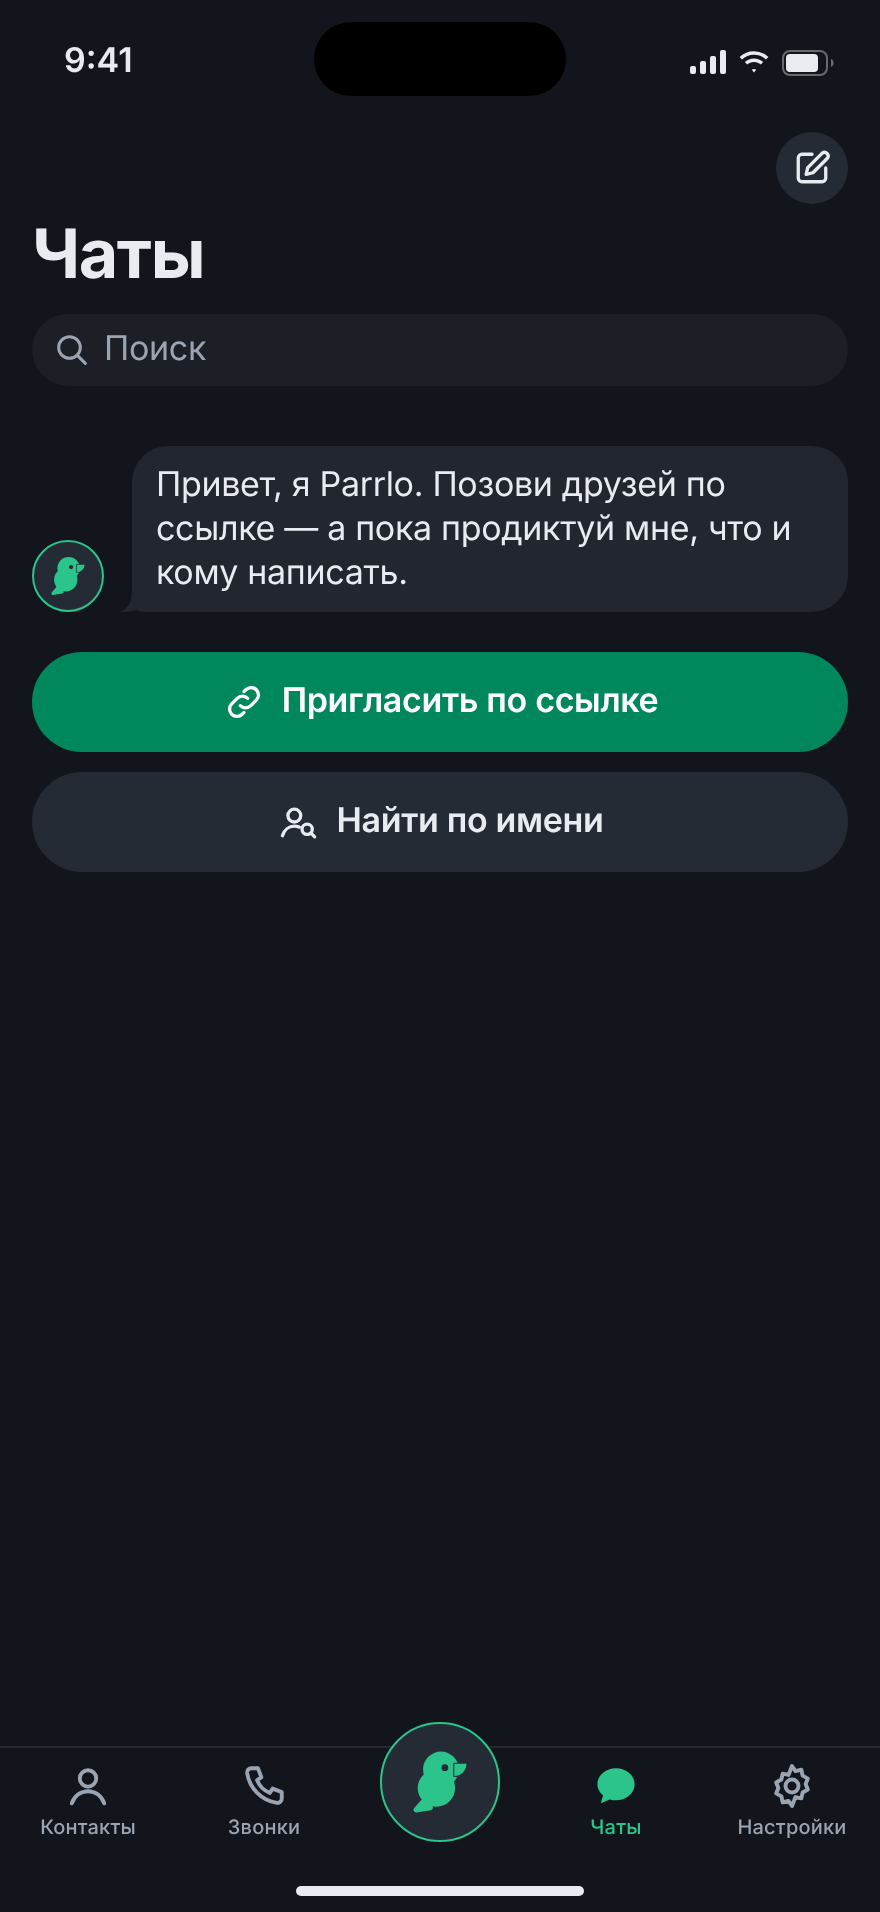 9:41
Чаты
Поиск
Привет, я Parrlo. Позови друзей по
ссылке — а пока продиктуй мне, что и
кому написать.
Пригласить по ссылке
Найти по имени
Контакты
Звонки
Чаты
Настройки